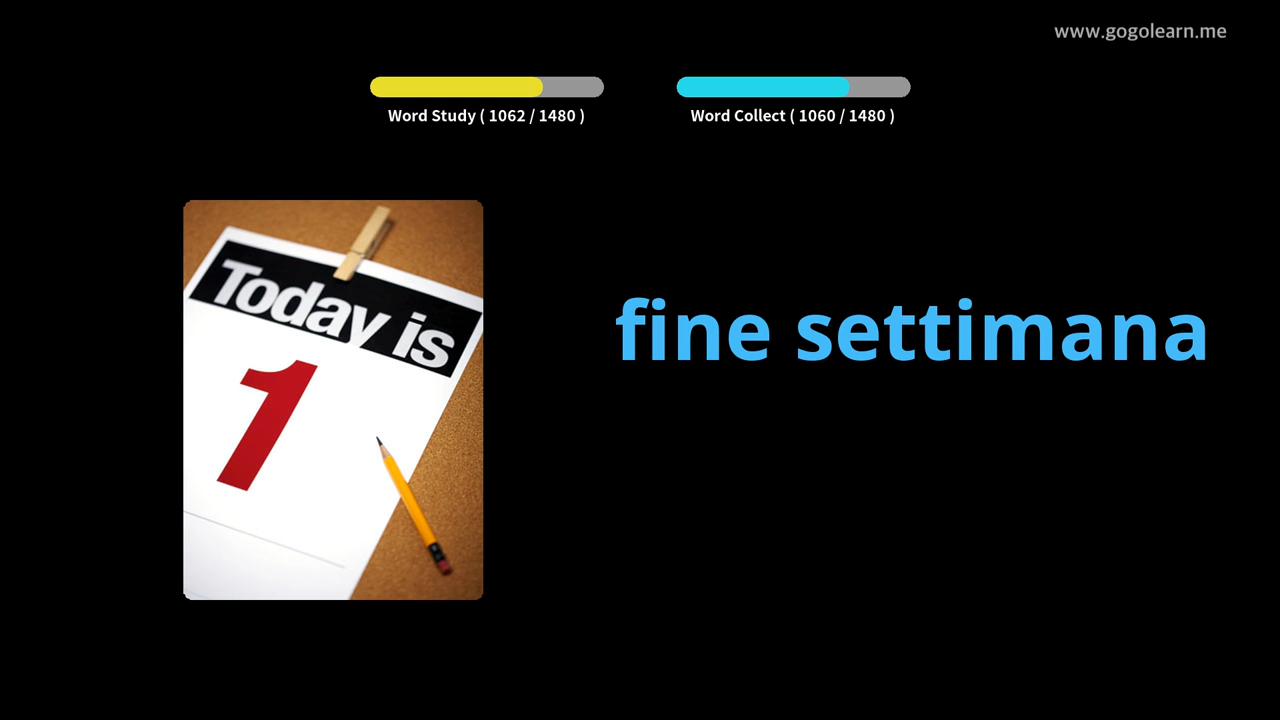 www.gogolearn.me
Word Study ( 1062 / 1480 )
Word Collect ( 1060 / 1480 )
Today is
1
fine settimana